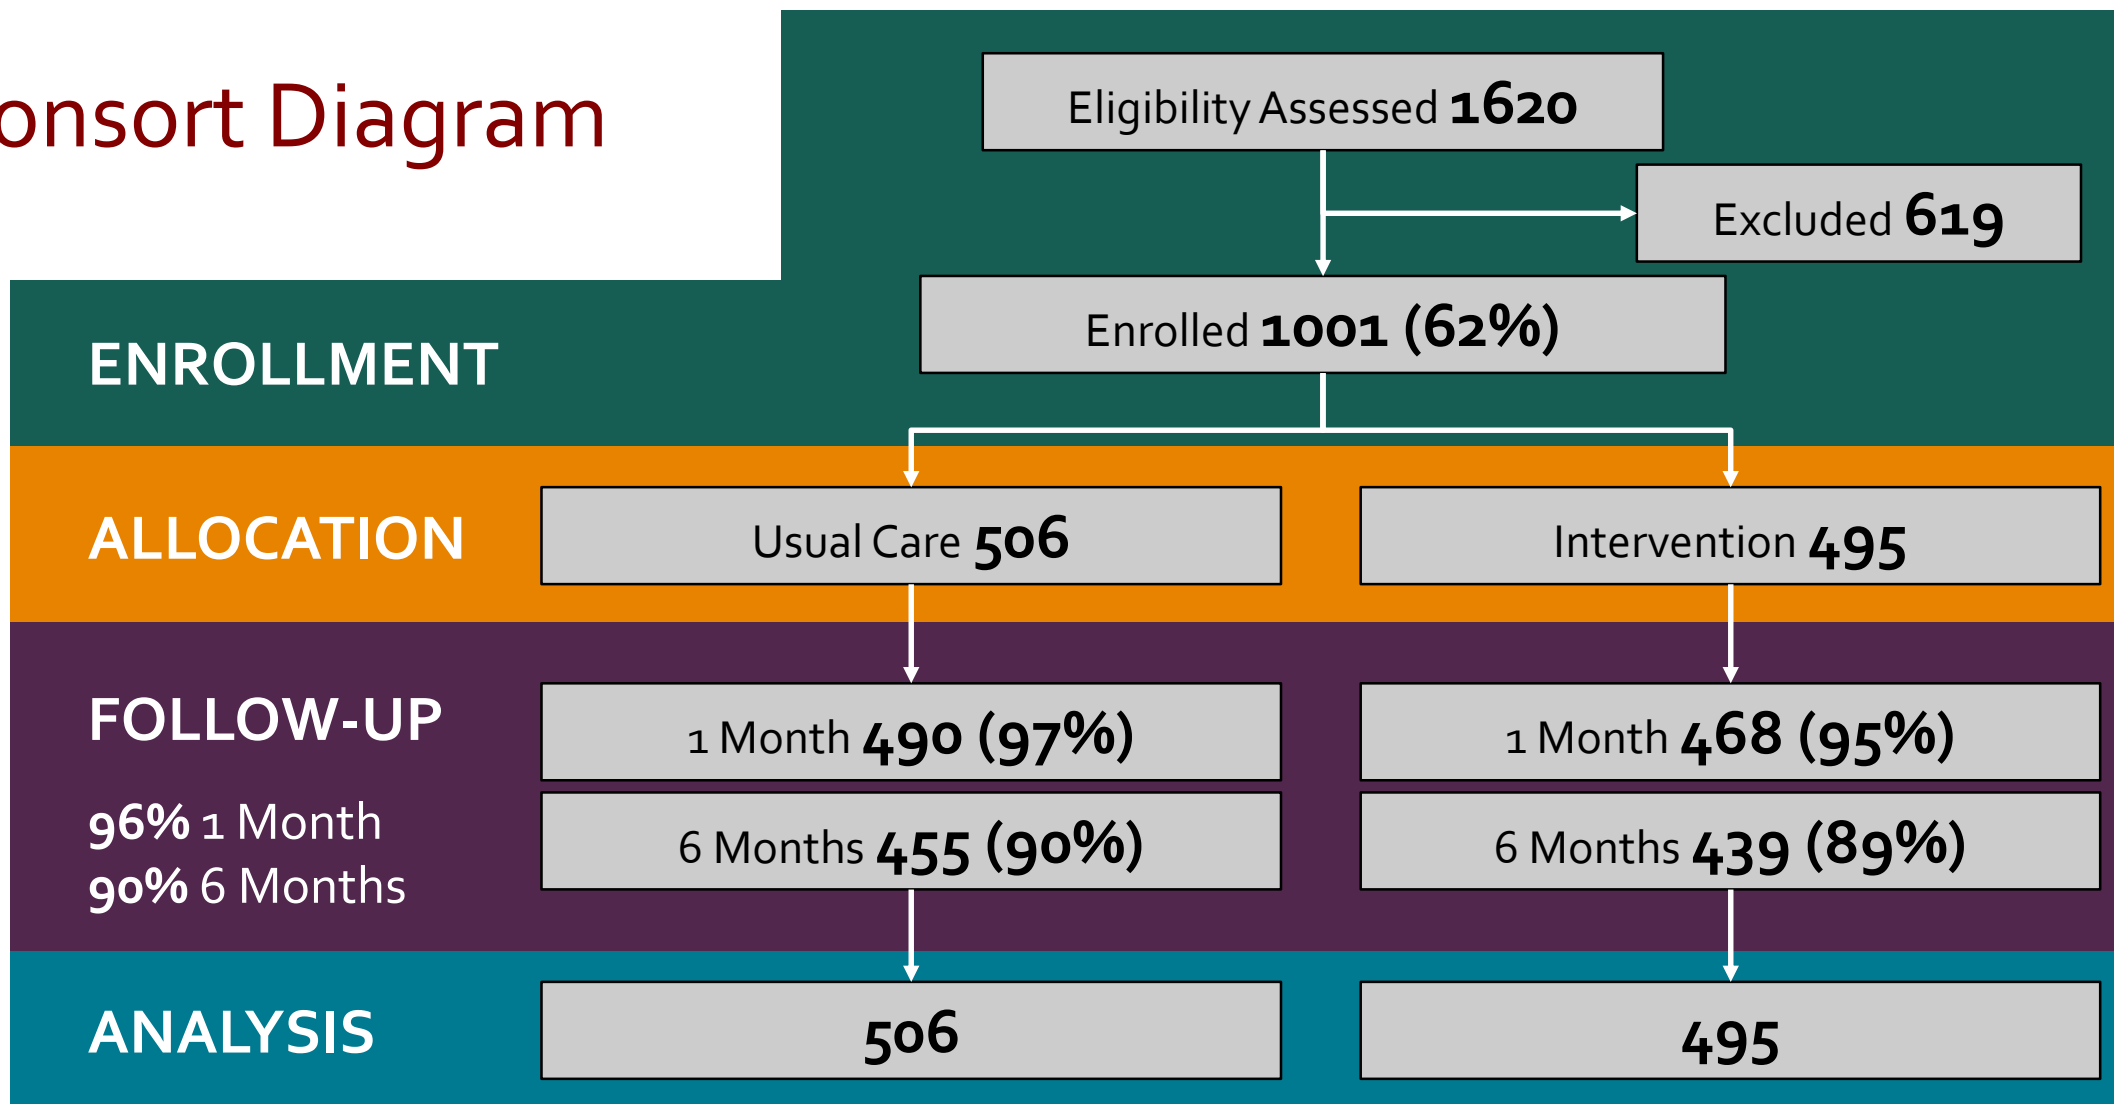 onsort Diagram
Eligibility Assessed 1620
Excluded 619
Enrolled 1001 (62%)
ENROLLMENT
ALLOCATION
Usual Care 506
Intervention 495
FOLLOW-UP
96% 1 Month
90% 6 Months
1 Month 490 (97%)
1 Month 468 (95%)
6 Months 455 (90%)
6 Months 439 (89%)
ANALYSIS
506
495